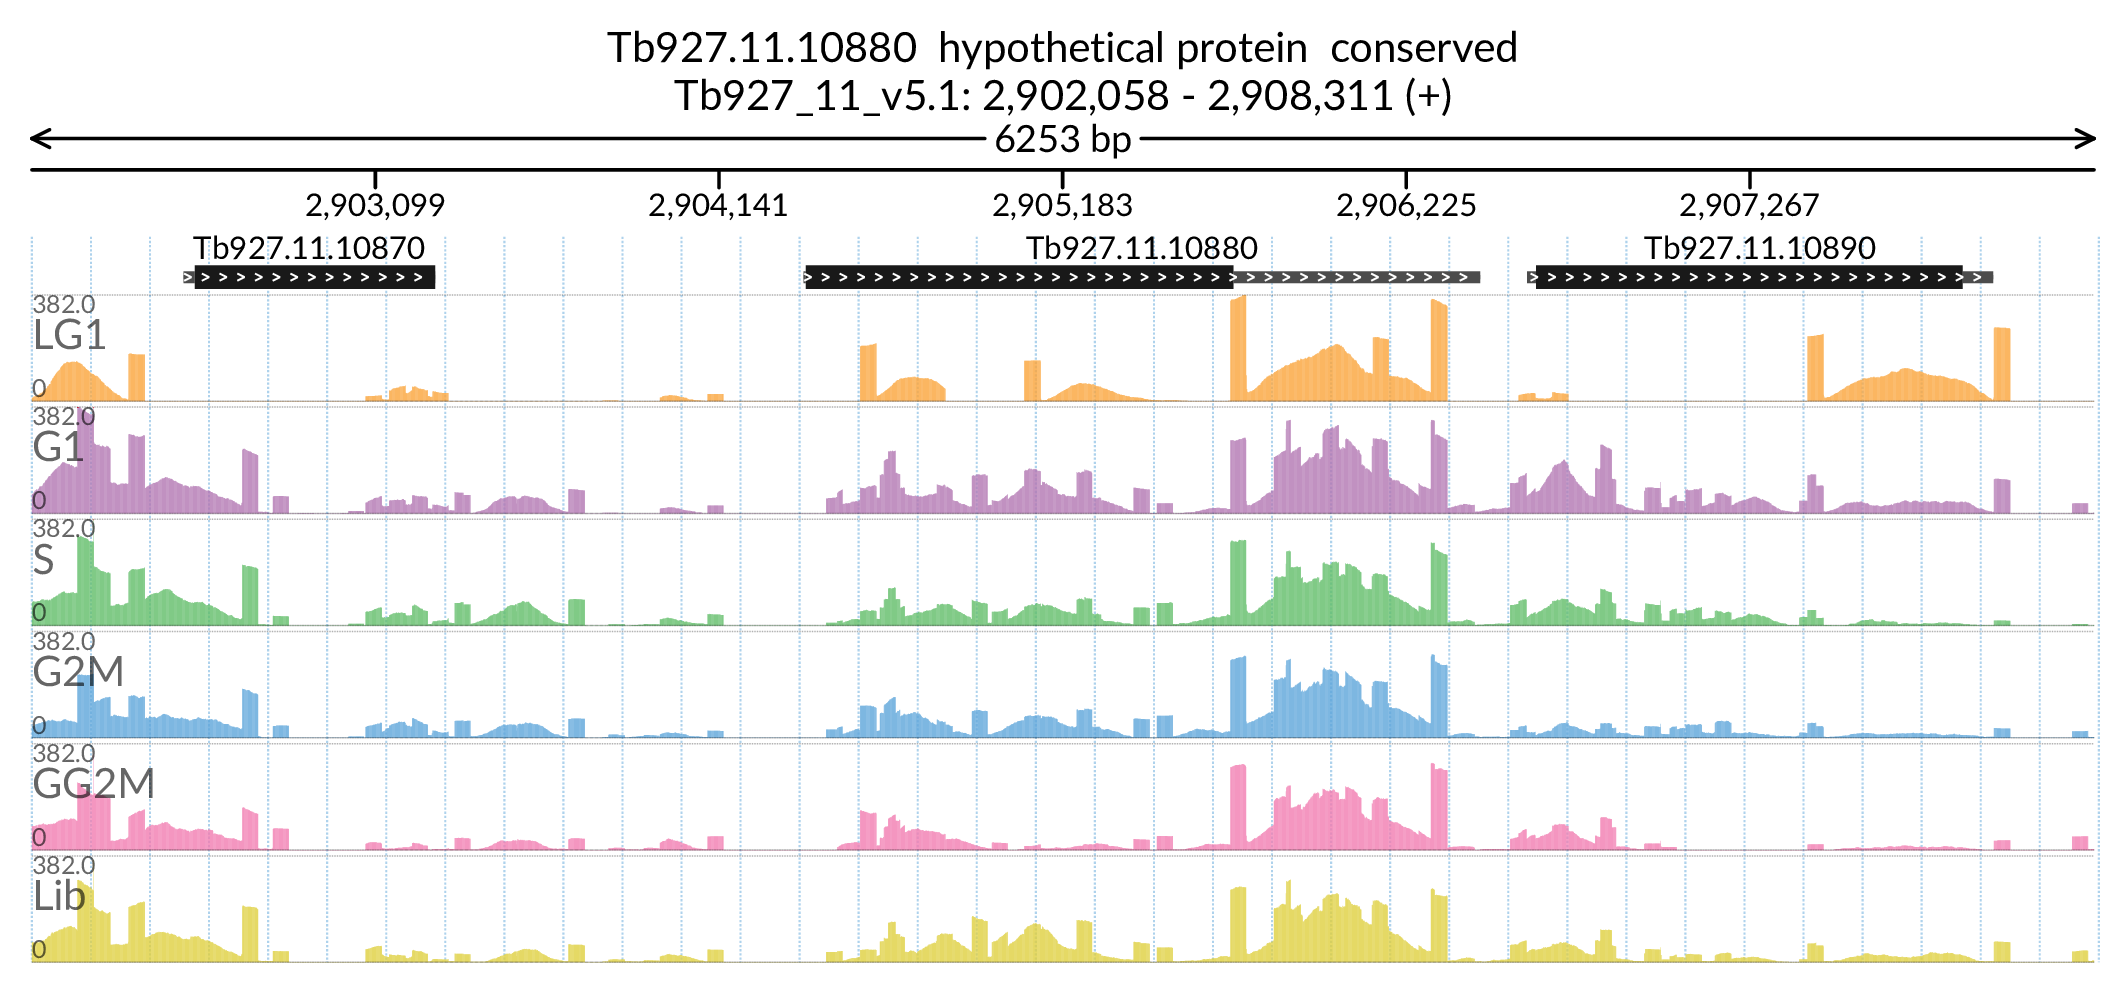 Tb927.11.10880  hypothetical protein  conserved
Tb927_11_v5.1: 2,902,058 - 2,908,311 (+)
6253 bp
2,903,099 2,904,141 2,905,183 2,906,225 2,907,267
Tb927.11.10870 Tb927.11.10880 Tb927.11.10890
382.0
LG1
0
382.0
G1
0
382.0
S
0
382.0
G2M
0
382.0
GG2M
0
382.0
Lib
0